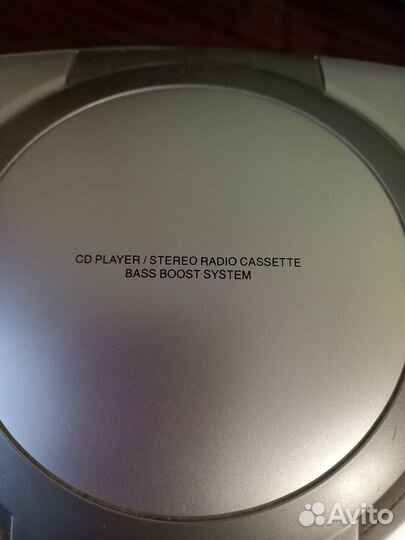 CD PLAYER / STEREO RADIO CASSETTE
BASS BOOST SYSTEM
Avito